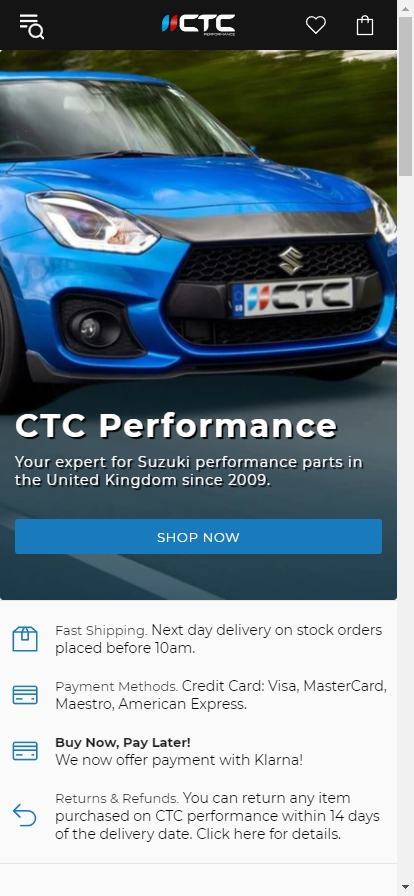 CTC
PERFORMANCE
GB CTC
CTC Performance
Your expert for Suzuki performance parts in
the United Kingdom since 2009.
SHOP NOW
Fast Shipping. Next day delivery on stock orders
placed before 10am.
Payment Methods. Credit Card: Visa, MasterCard,
Maestro, American Express.
Buy Now, Pay Later!
We now offer payment with Klarna!
Returns & Refunds. You can return any item
purchased on CTC performance within 14 days
of the delivery date. Click here for details.